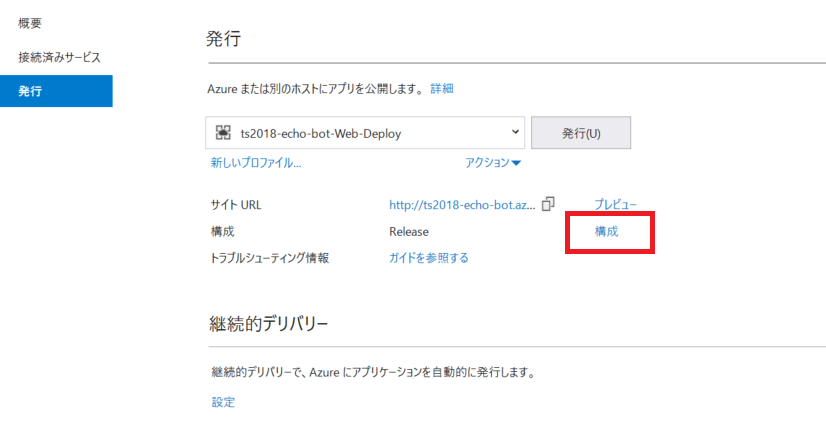 概要
接続済みサービス
発行
発行
Azure または別のホストにアプリを公開します。 詳細
ts2018-echo-bot-Web-Deploy 発行(U)
新しいプロファイル... アクション
サイト URL http://ts2018-echo-bot.az... プレビュー
構成 Release 構成
トラブルシューティング情報 ガイドを参照する
継続的デリバリー
継続的デリバリーで、Azure にアプリケーションを自動的に発行します。
設定